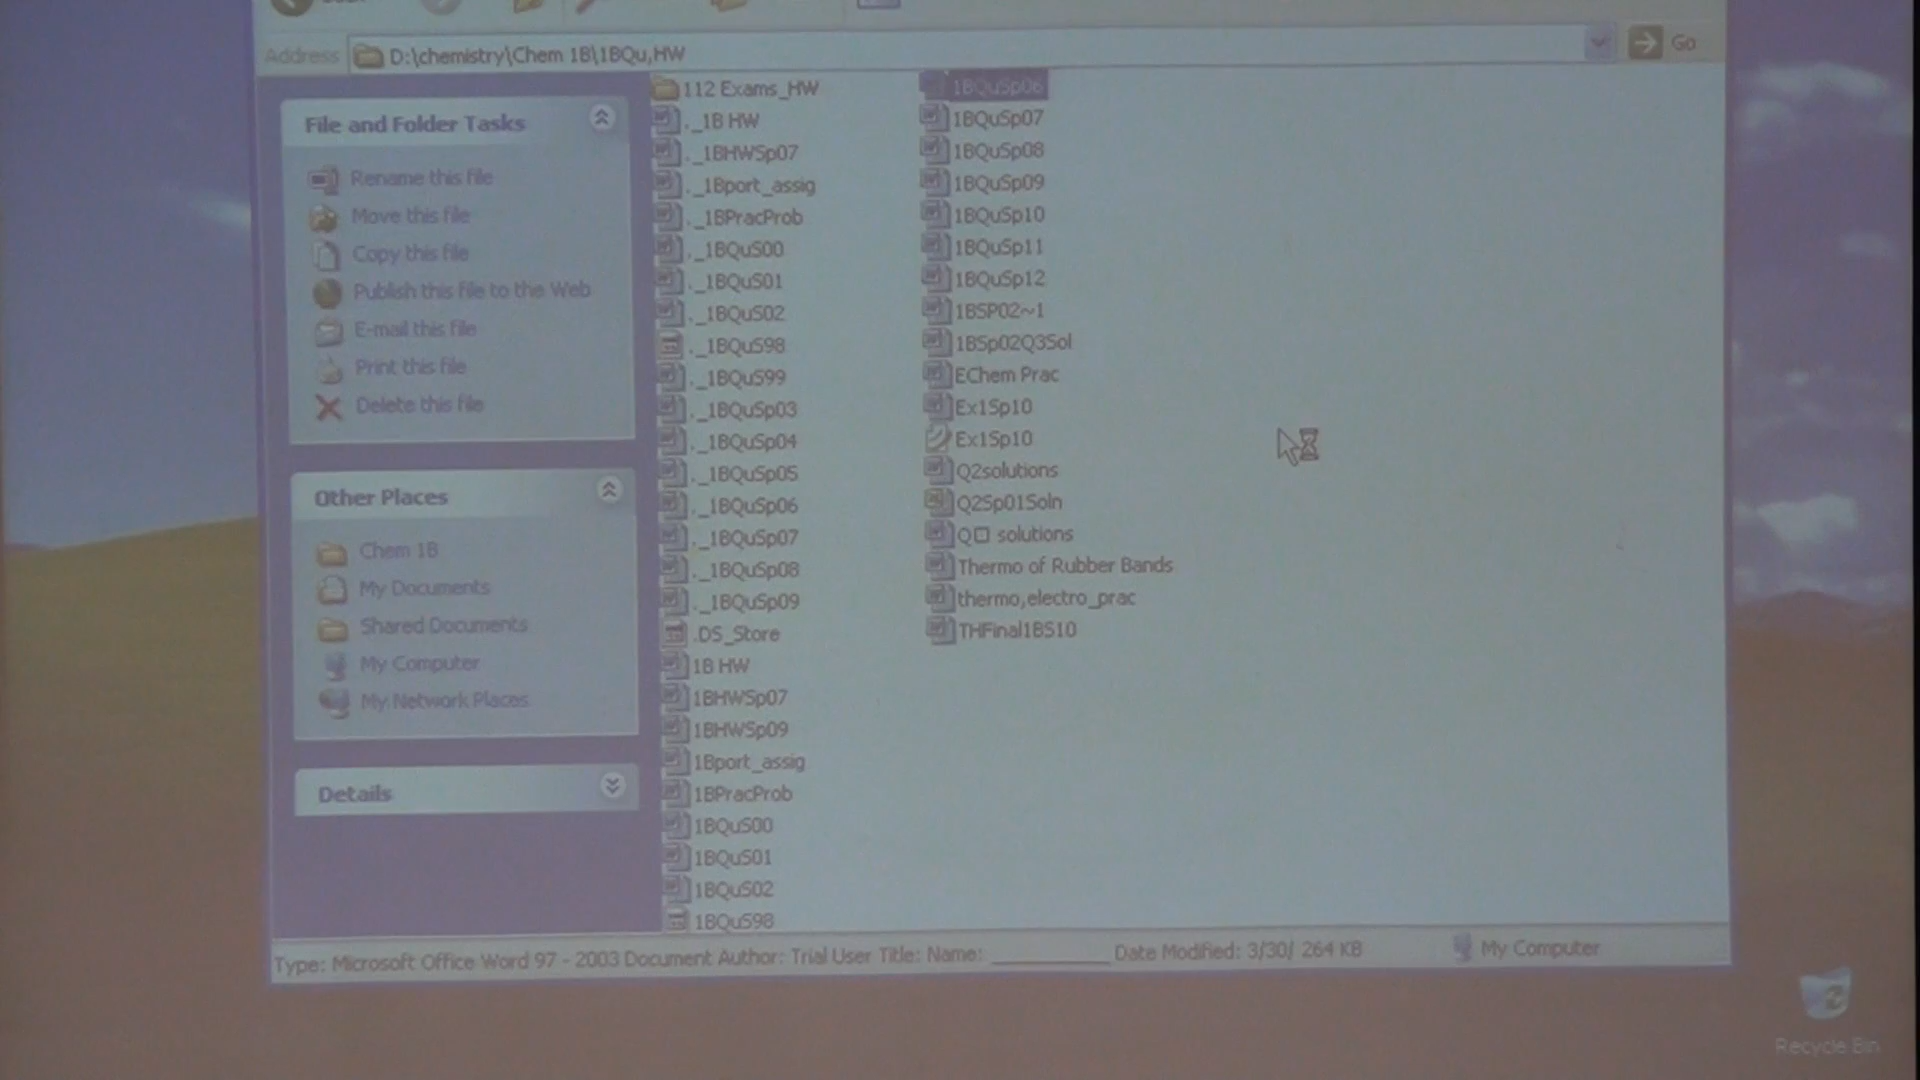 Address D:\chemistry\Chem 1B\1BQu,HW Go
File and Folder Tasks
Rename this file
Move this file
Copy this file
Publish this file to the Web
E-mail this file
Print this file
Delete this file
Other Places
Chem 1B
My Documents
Shared Documents
My Computer
My Network Places
Details
112 Exams_HW
._1B HW
._1BHWSp07
._1Bport_assig
._1BPracProb
._1BQuS00
._1BQuS01
._1BQuS02
._1BQuS98
._1BQuS99
._1BQuSp03
._1BQuSp04
._1BQuSp05
._1BQuSp06
._1BQuSp07
._1BQuSp08
._1BQuSp09
.DS_Store
1B HW
1BHWSp07
1BHWSp09
1Bport_assig
1BPracProb
1BQuS00
1BQuS01
1BQuS02
1BQuS98
1BQuSp06
1BQuSp07
1BQuSp08
1BQuSp09
1BQuSp10
1BQuSp11
1BQuSp12
1BSP02~1
1BSp02Q3Sol
EChem Prac
Ex1Sp10
Ex1Sp10
Q2solutions
Q2Sp01Soln
Q□ solutions
Thermo of Rubber Bands
thermo,electro_prac
THFinal1BS10
Type: Microsoft Office Word 97 - 2003 Document Author: Trial User Title: Name: __________ Date Modified: 3/30/ 264 KB My Computer
Recycle Bin